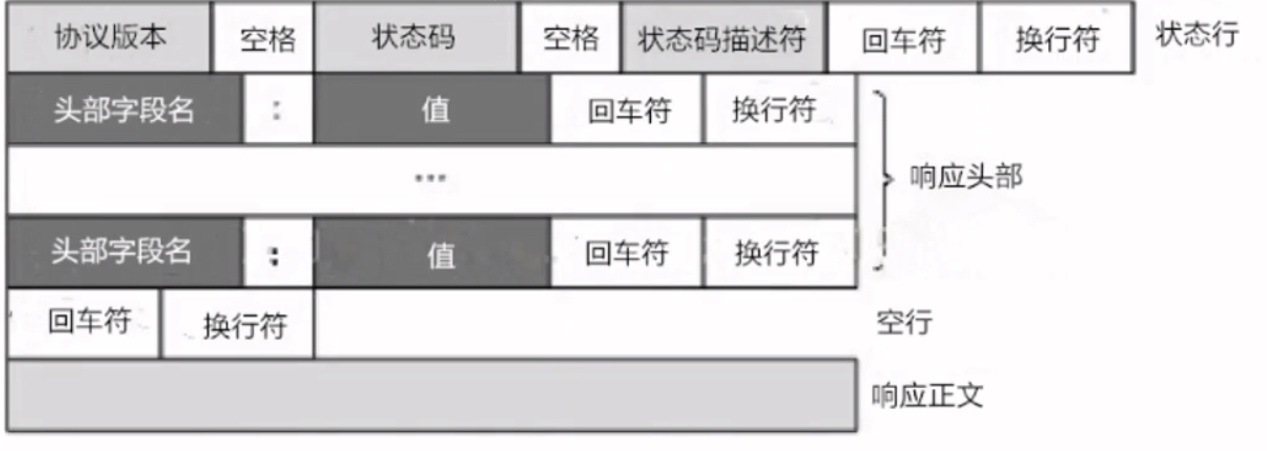 协议版本 空格 状态码 空格 状态码描述符 回车符 换行符 状态行
头部字段名 : 值 回车符 换行符
... 响应头部
头部字段名 : 值 回车符 换行符
回车符 换行符 空行
响应正文